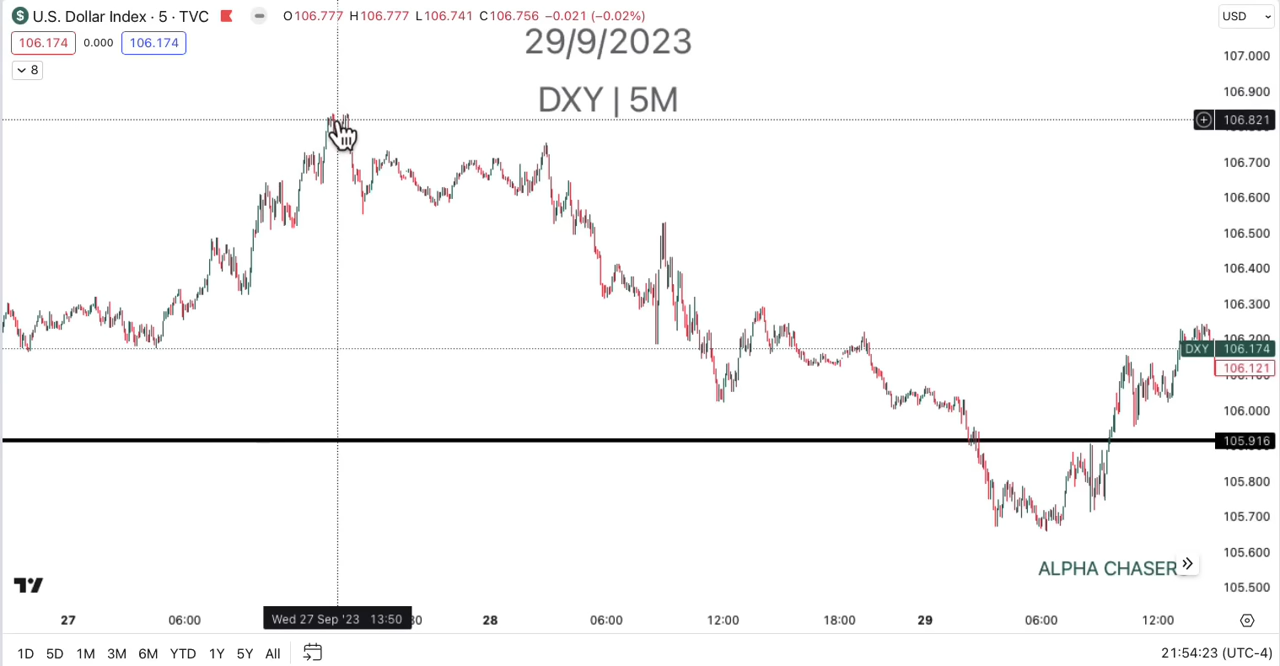 U.S. Dollar Index · 5 · TVC O106.777 H106.777 L106.741 C106.756 −0.021 (−0.02%) USD
106.174 0.000 106.174
29/9/2023
8
DXY | 5M
107.000
106.900
106.821
106.700
106.600
106.500
106.400
106.300
106.200
DXY 106.174
106.121
106.000
105.916
105.800
105.700
105.600
ALPHA CHASER
105.500
27 06:00 Wed 27 Sep '23 13:50 28 06:00 12:00 18:00 29 06:00 12:00
1D 5D 1M 3M 6M YTD 1Y 5Y All 21:54:23 (UTC-4)